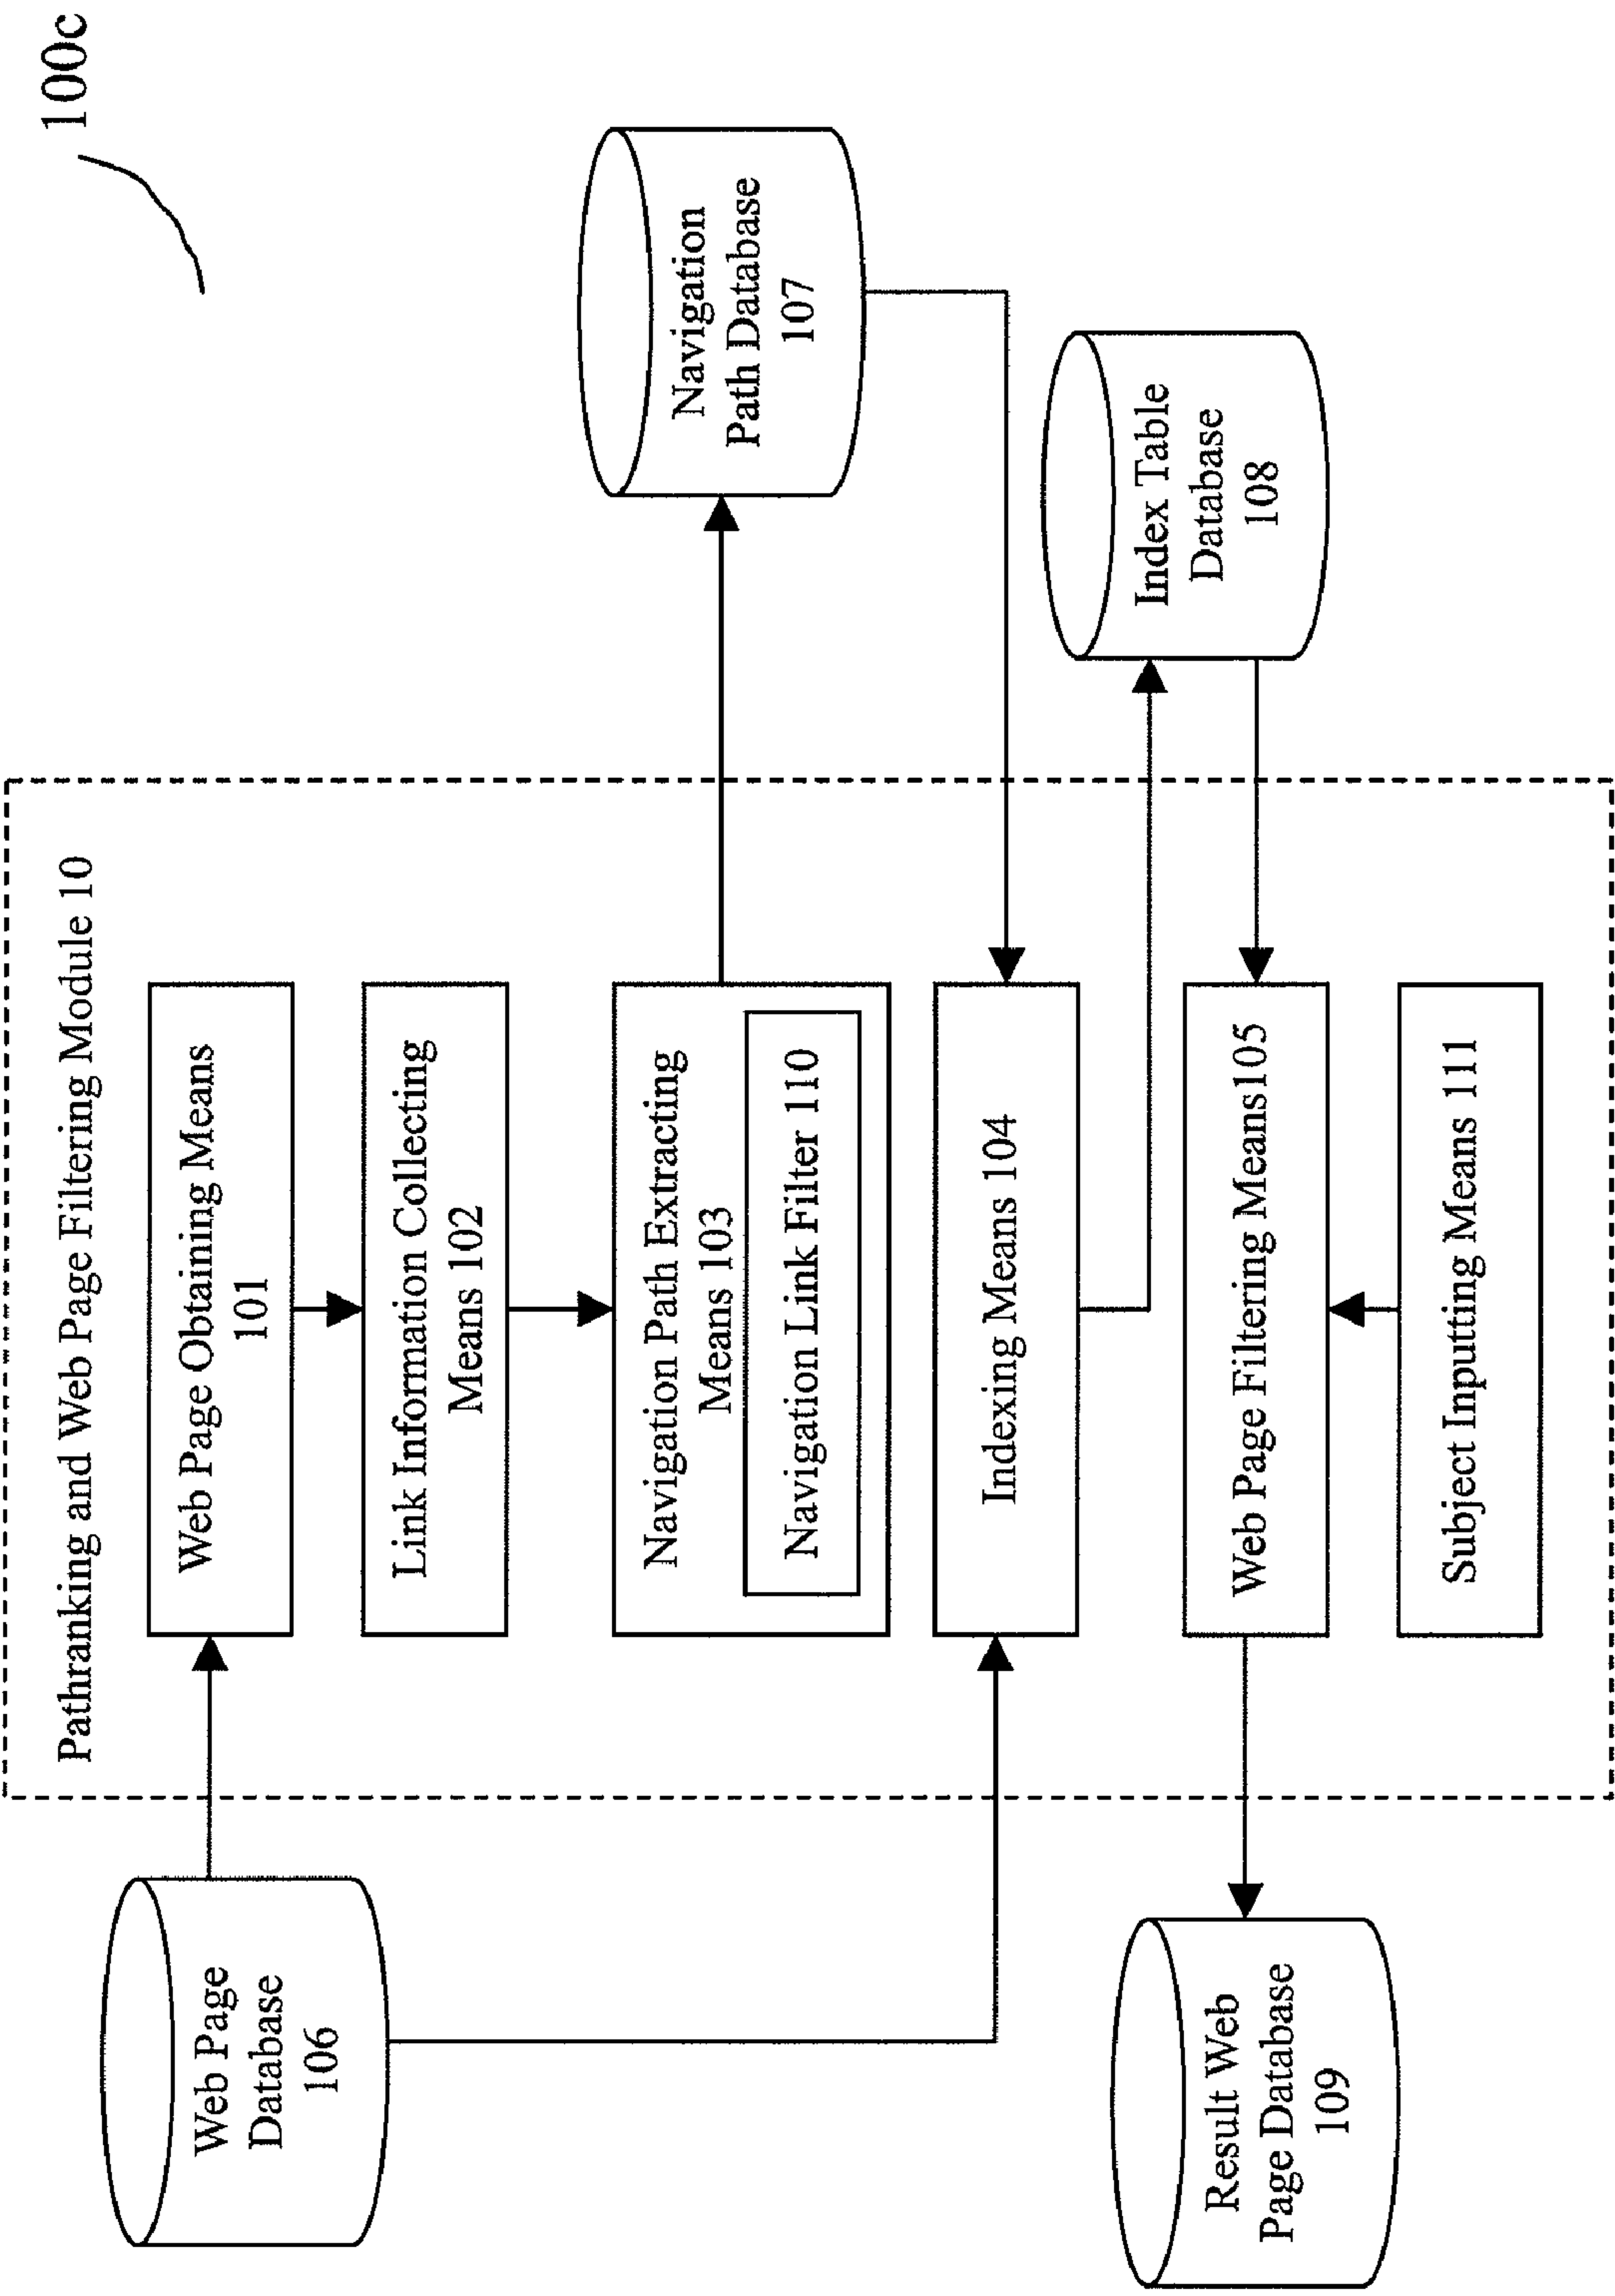 100c
Pathranking and Web Page Filtering Module 10
Web Page
Database
106
Web Page Obtaining Means
101
Link Information Collecting
Means 102
Navigation Path Extracting
Means 103
Navigation Link Filter 110
Navigation
Path Database
107
Indexing Means 104
Index Table
Database
108
Web Page Filtering Means105
Result Web
Page Database
109
Subject Inputting Means 111